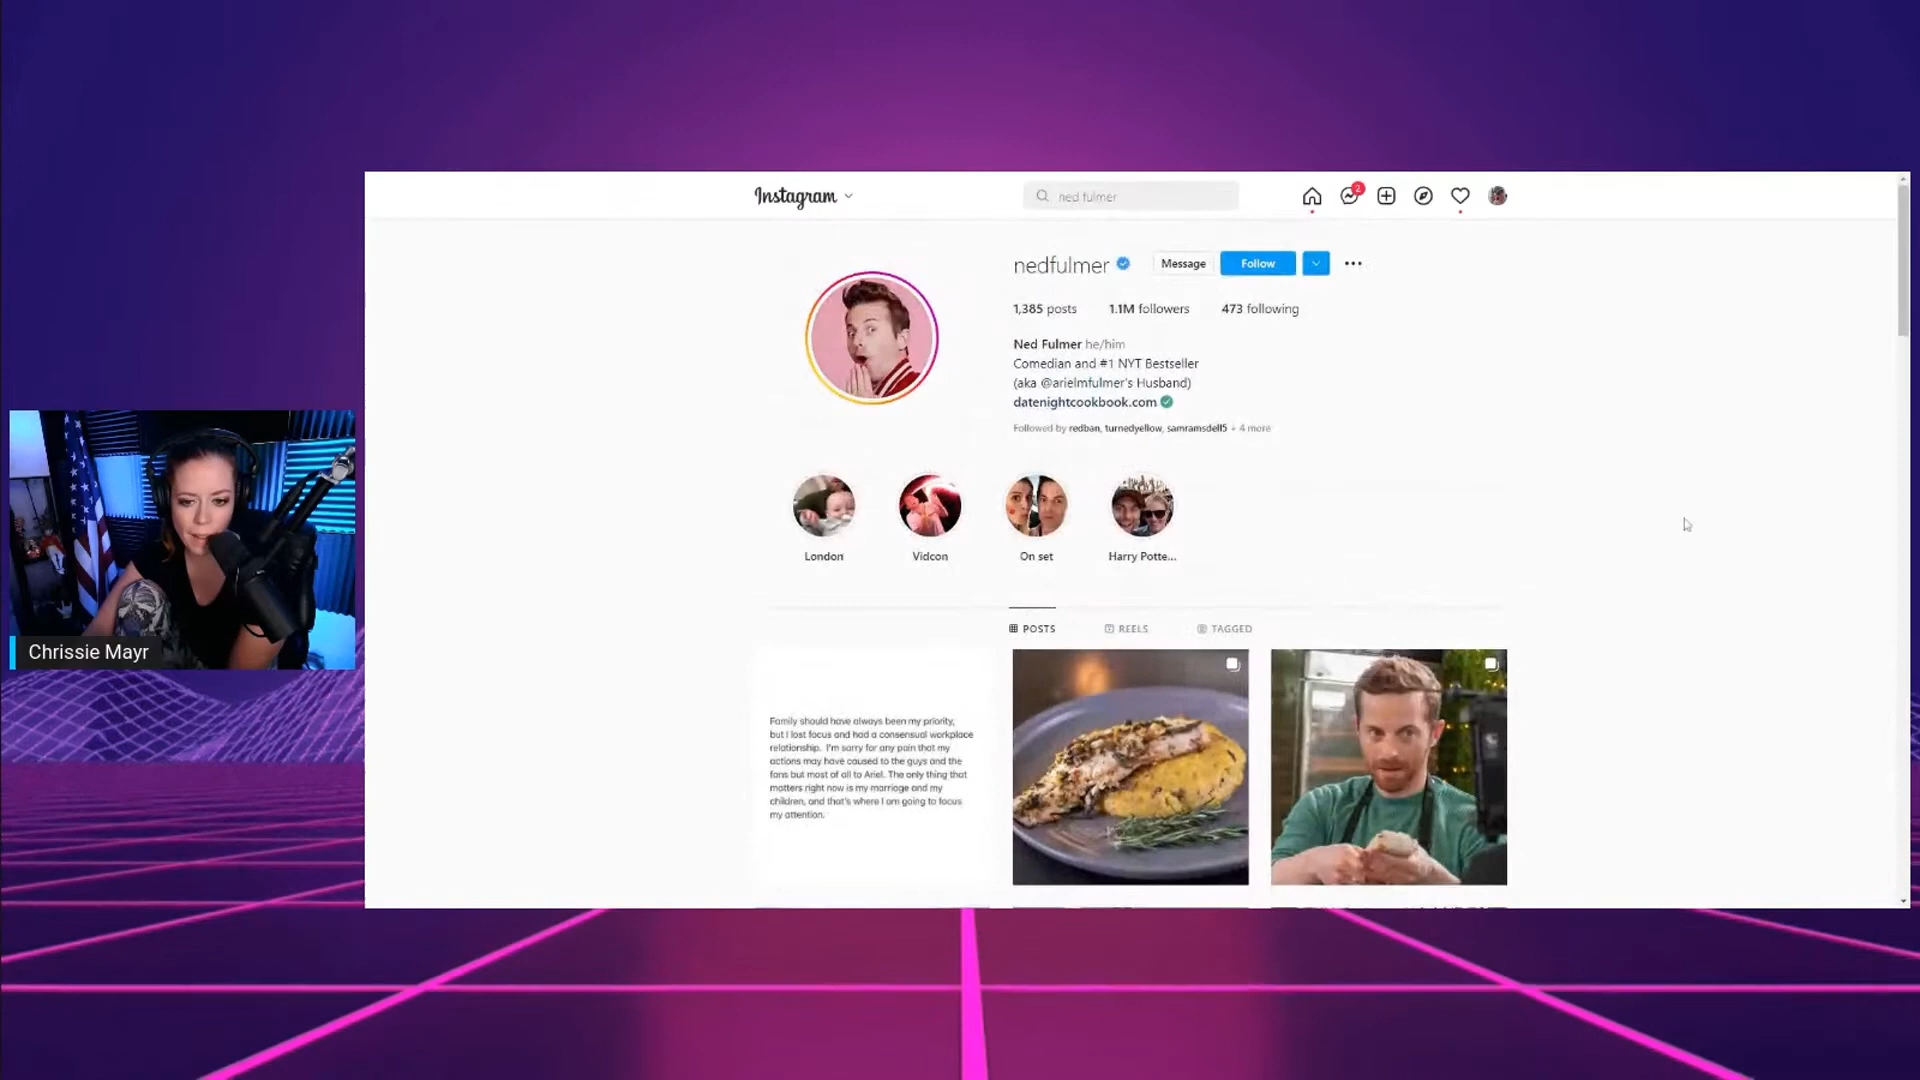 Instagram
ned fulmer
2
nedfulmer
Message
Follow
1,385 posts 1.1M followers 473 following
Ned Fulmer he/him
Comedian and #1 NYT Bestseller
(aka @arielmfulmer's Husband)
datenightcookbook.com
Followed by redban, turnedyellow, samramsdell5 + 4 more
London
Vidcon
On set
Harry Potte...
POSTS
REELS
TAGGED
Family should have always been my priority,
but I lost focus and had a consensual workplace
relationship. I'm sorry for any pain that my
actions may have caused to the guys and the
fans but most of all to Ariel. The only thing that
matters right now is my marriage and my
children, and that's where I am going to focus
my attention.
Chrissie Mayr